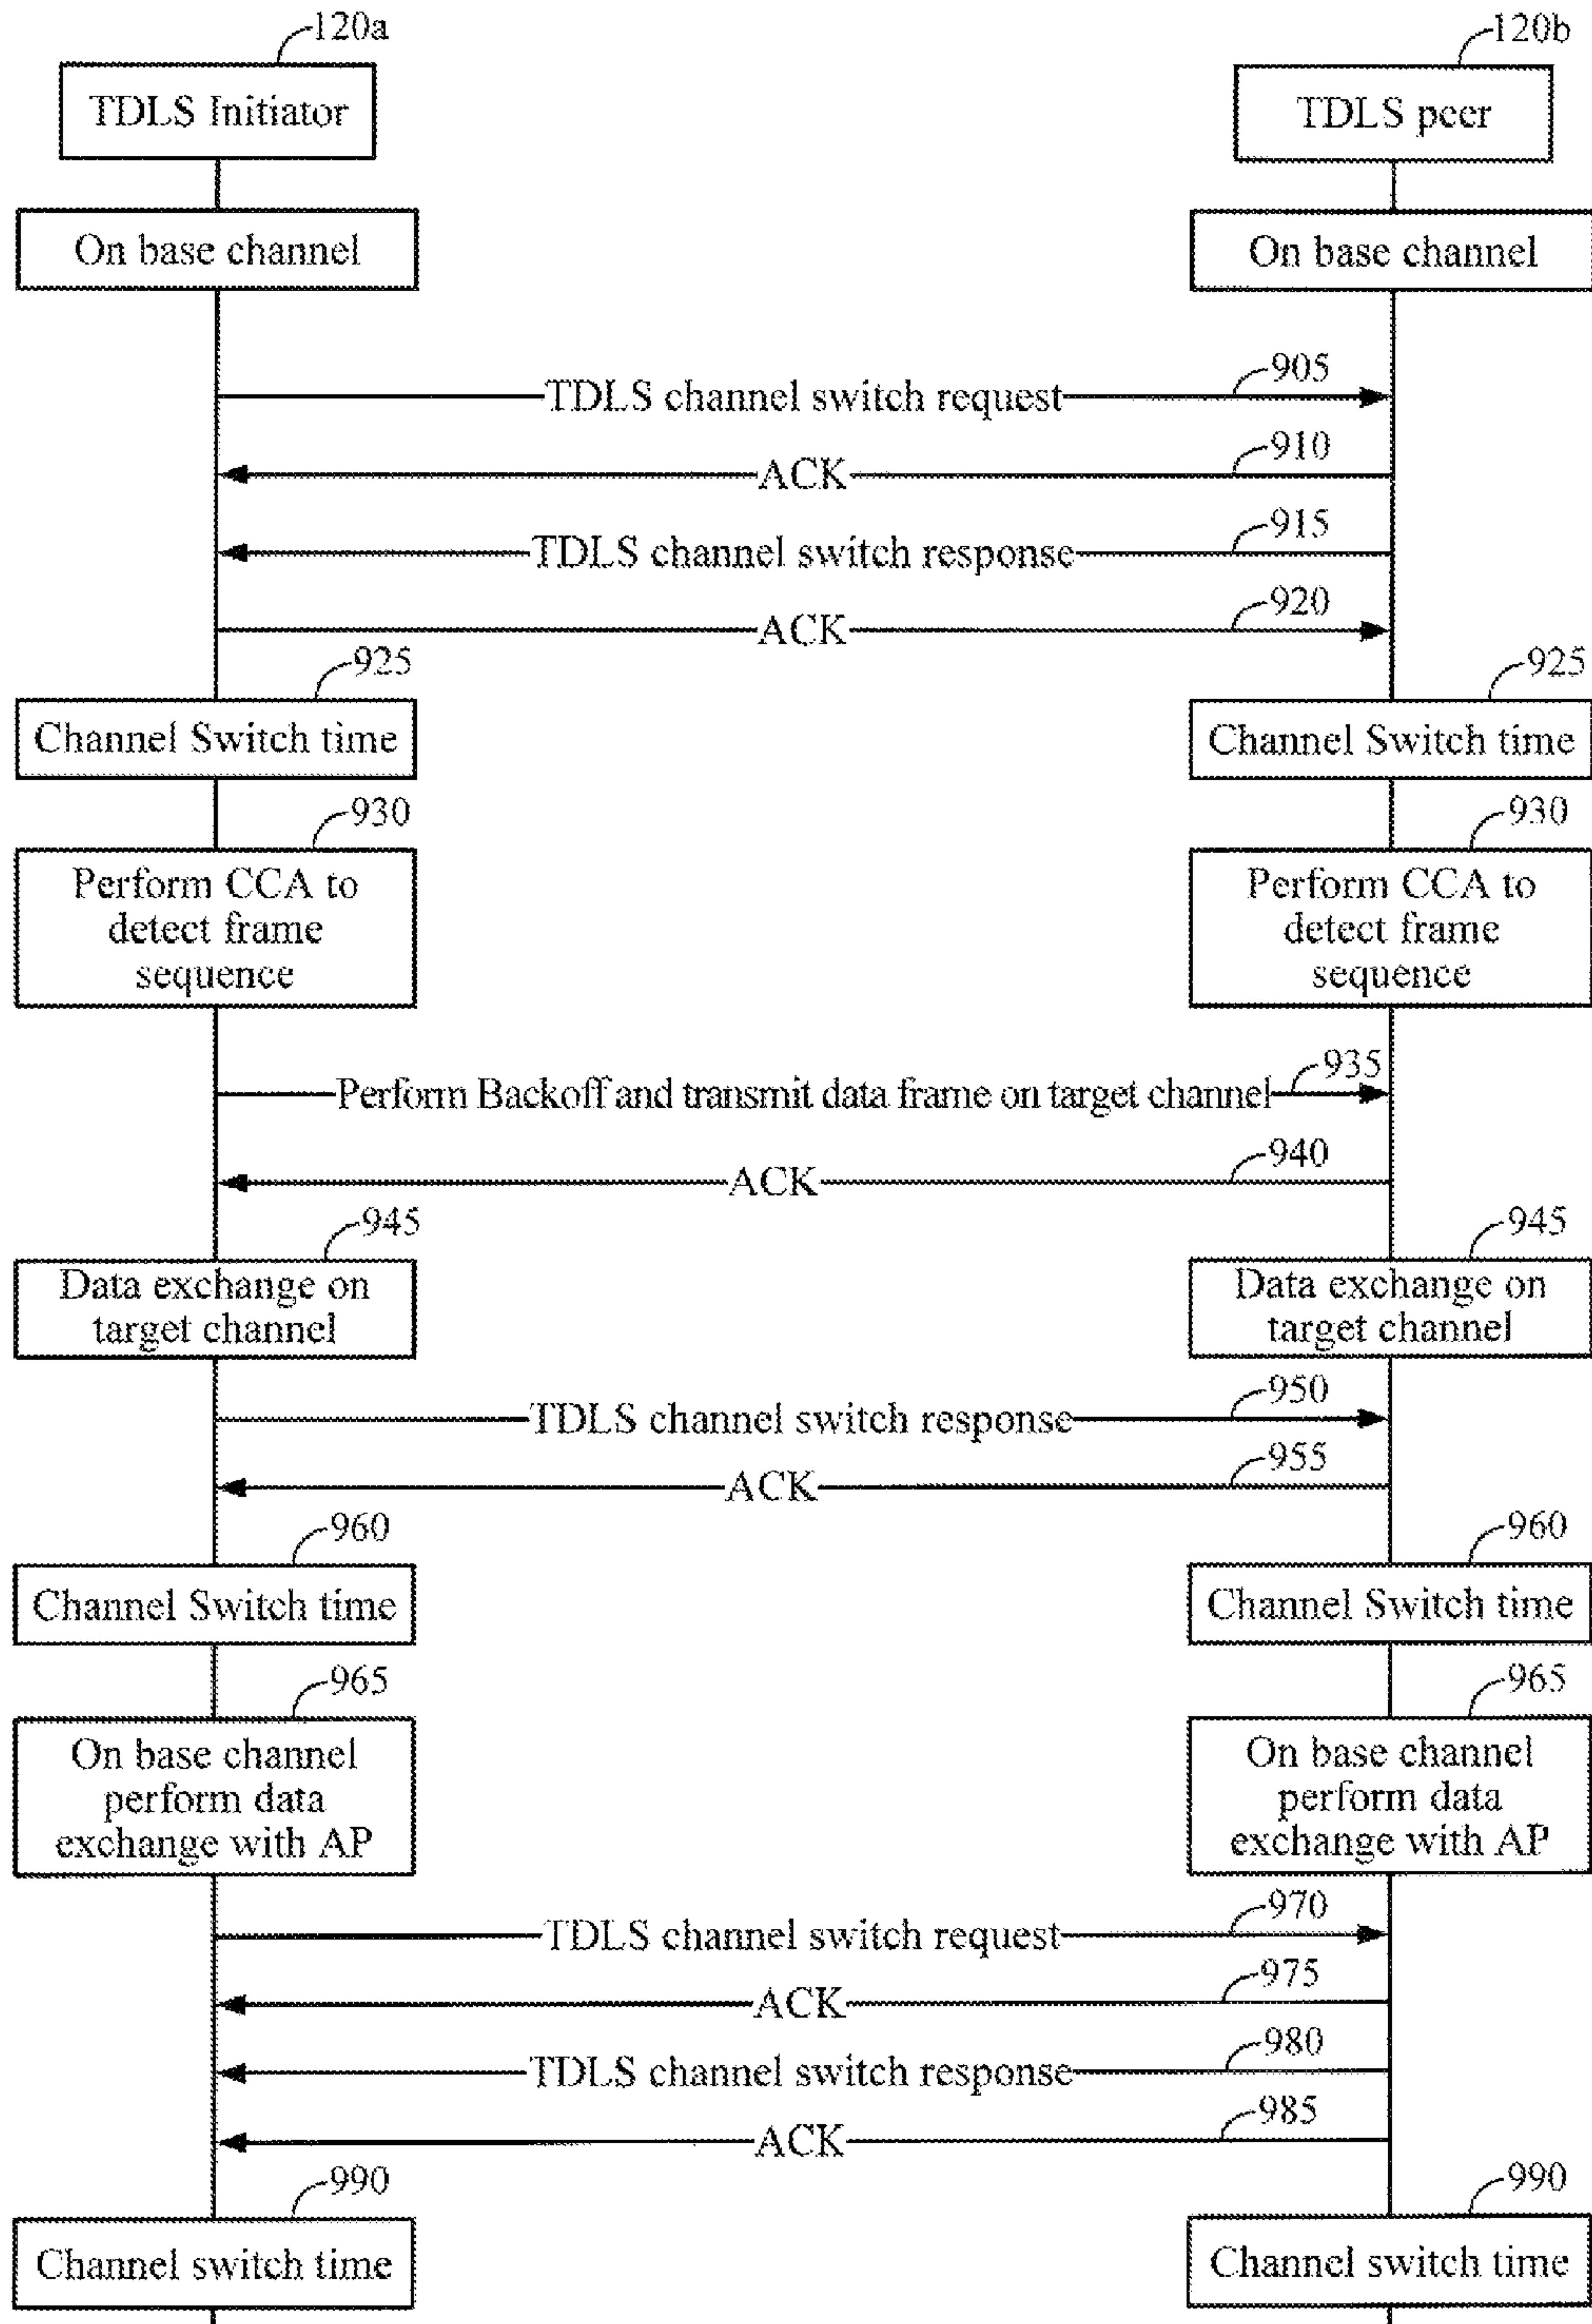 120a
120b
TDLS Initiator
TDLS peer
On base channel
On base channel
905
TDLS channel switch request
910
ACK
915
TDLS channel switch response
920
ACK
925
925
Channel Switch time
Channel Switch time
930
930
Perform CCA to
detect frame
sequence
Perform CCA to
detect frame
sequence
935
Perform Backoff and transmit data frame on target channel
940
ACK
945
945
Data exchange on
target channel
Data exchange on
target channel
950
TDLS channel switch response
955
ACK
960
960
Channel Switch time
Channel Switch time
965
965
On base channel
perform data
exchange with AP
On base channel
perform data
exchange with AP
970
TDLS channel switch request
975
ACK
980
TDLS channel switch response
985
ACK
990
990
Channel switch time
Channel switch time